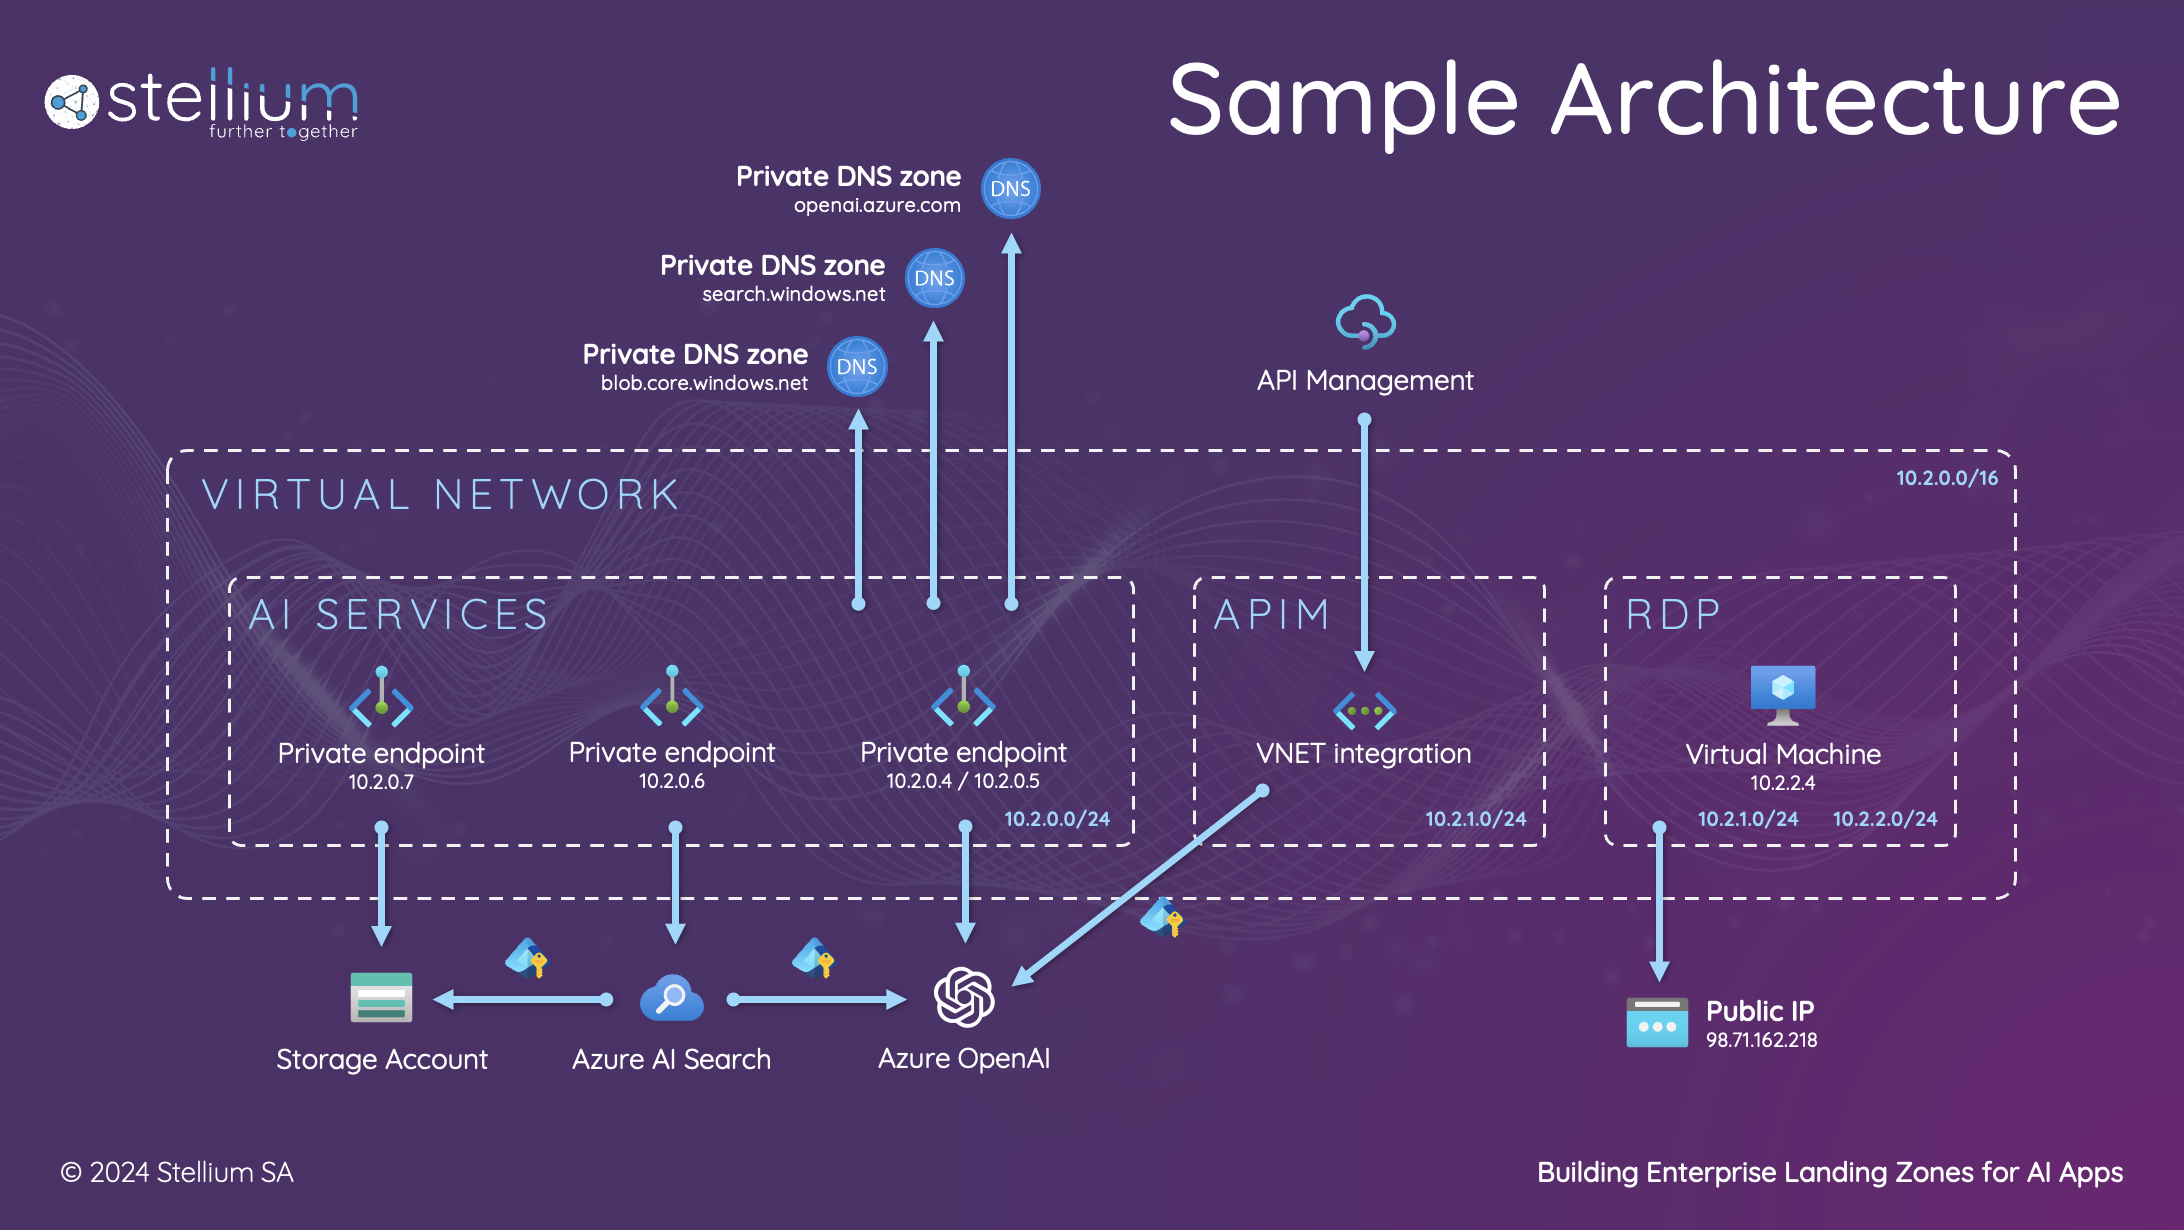 stellium
further together
Sample Architecture
Private DNS zone
openai.azure.com
DNS
Private DNS zone
search.windows.net
DNS
Private DNS zone
blob.core.windows.net
DNS
API Management
VIRTUAL NETWORK
10.2.0.0/16
AI SERVICES
Private endpoint
10.2.0.7
Private endpoint
10.2.0.6
Private endpoint
10.2.0.4 / 10.2.0.5
10.2.0.0/24
APIM
VNET integration
10.2.1.0/24
RDP
Virtual Machine
10.2.2.4
10.2.1.0/24 10.2.2.0/24
Storage Account
Azure AI Search
Azure OpenAI
Public IP
98.71.162.218
© 2024 Stellium SA
Building Enterprise Landing Zones for AI Apps